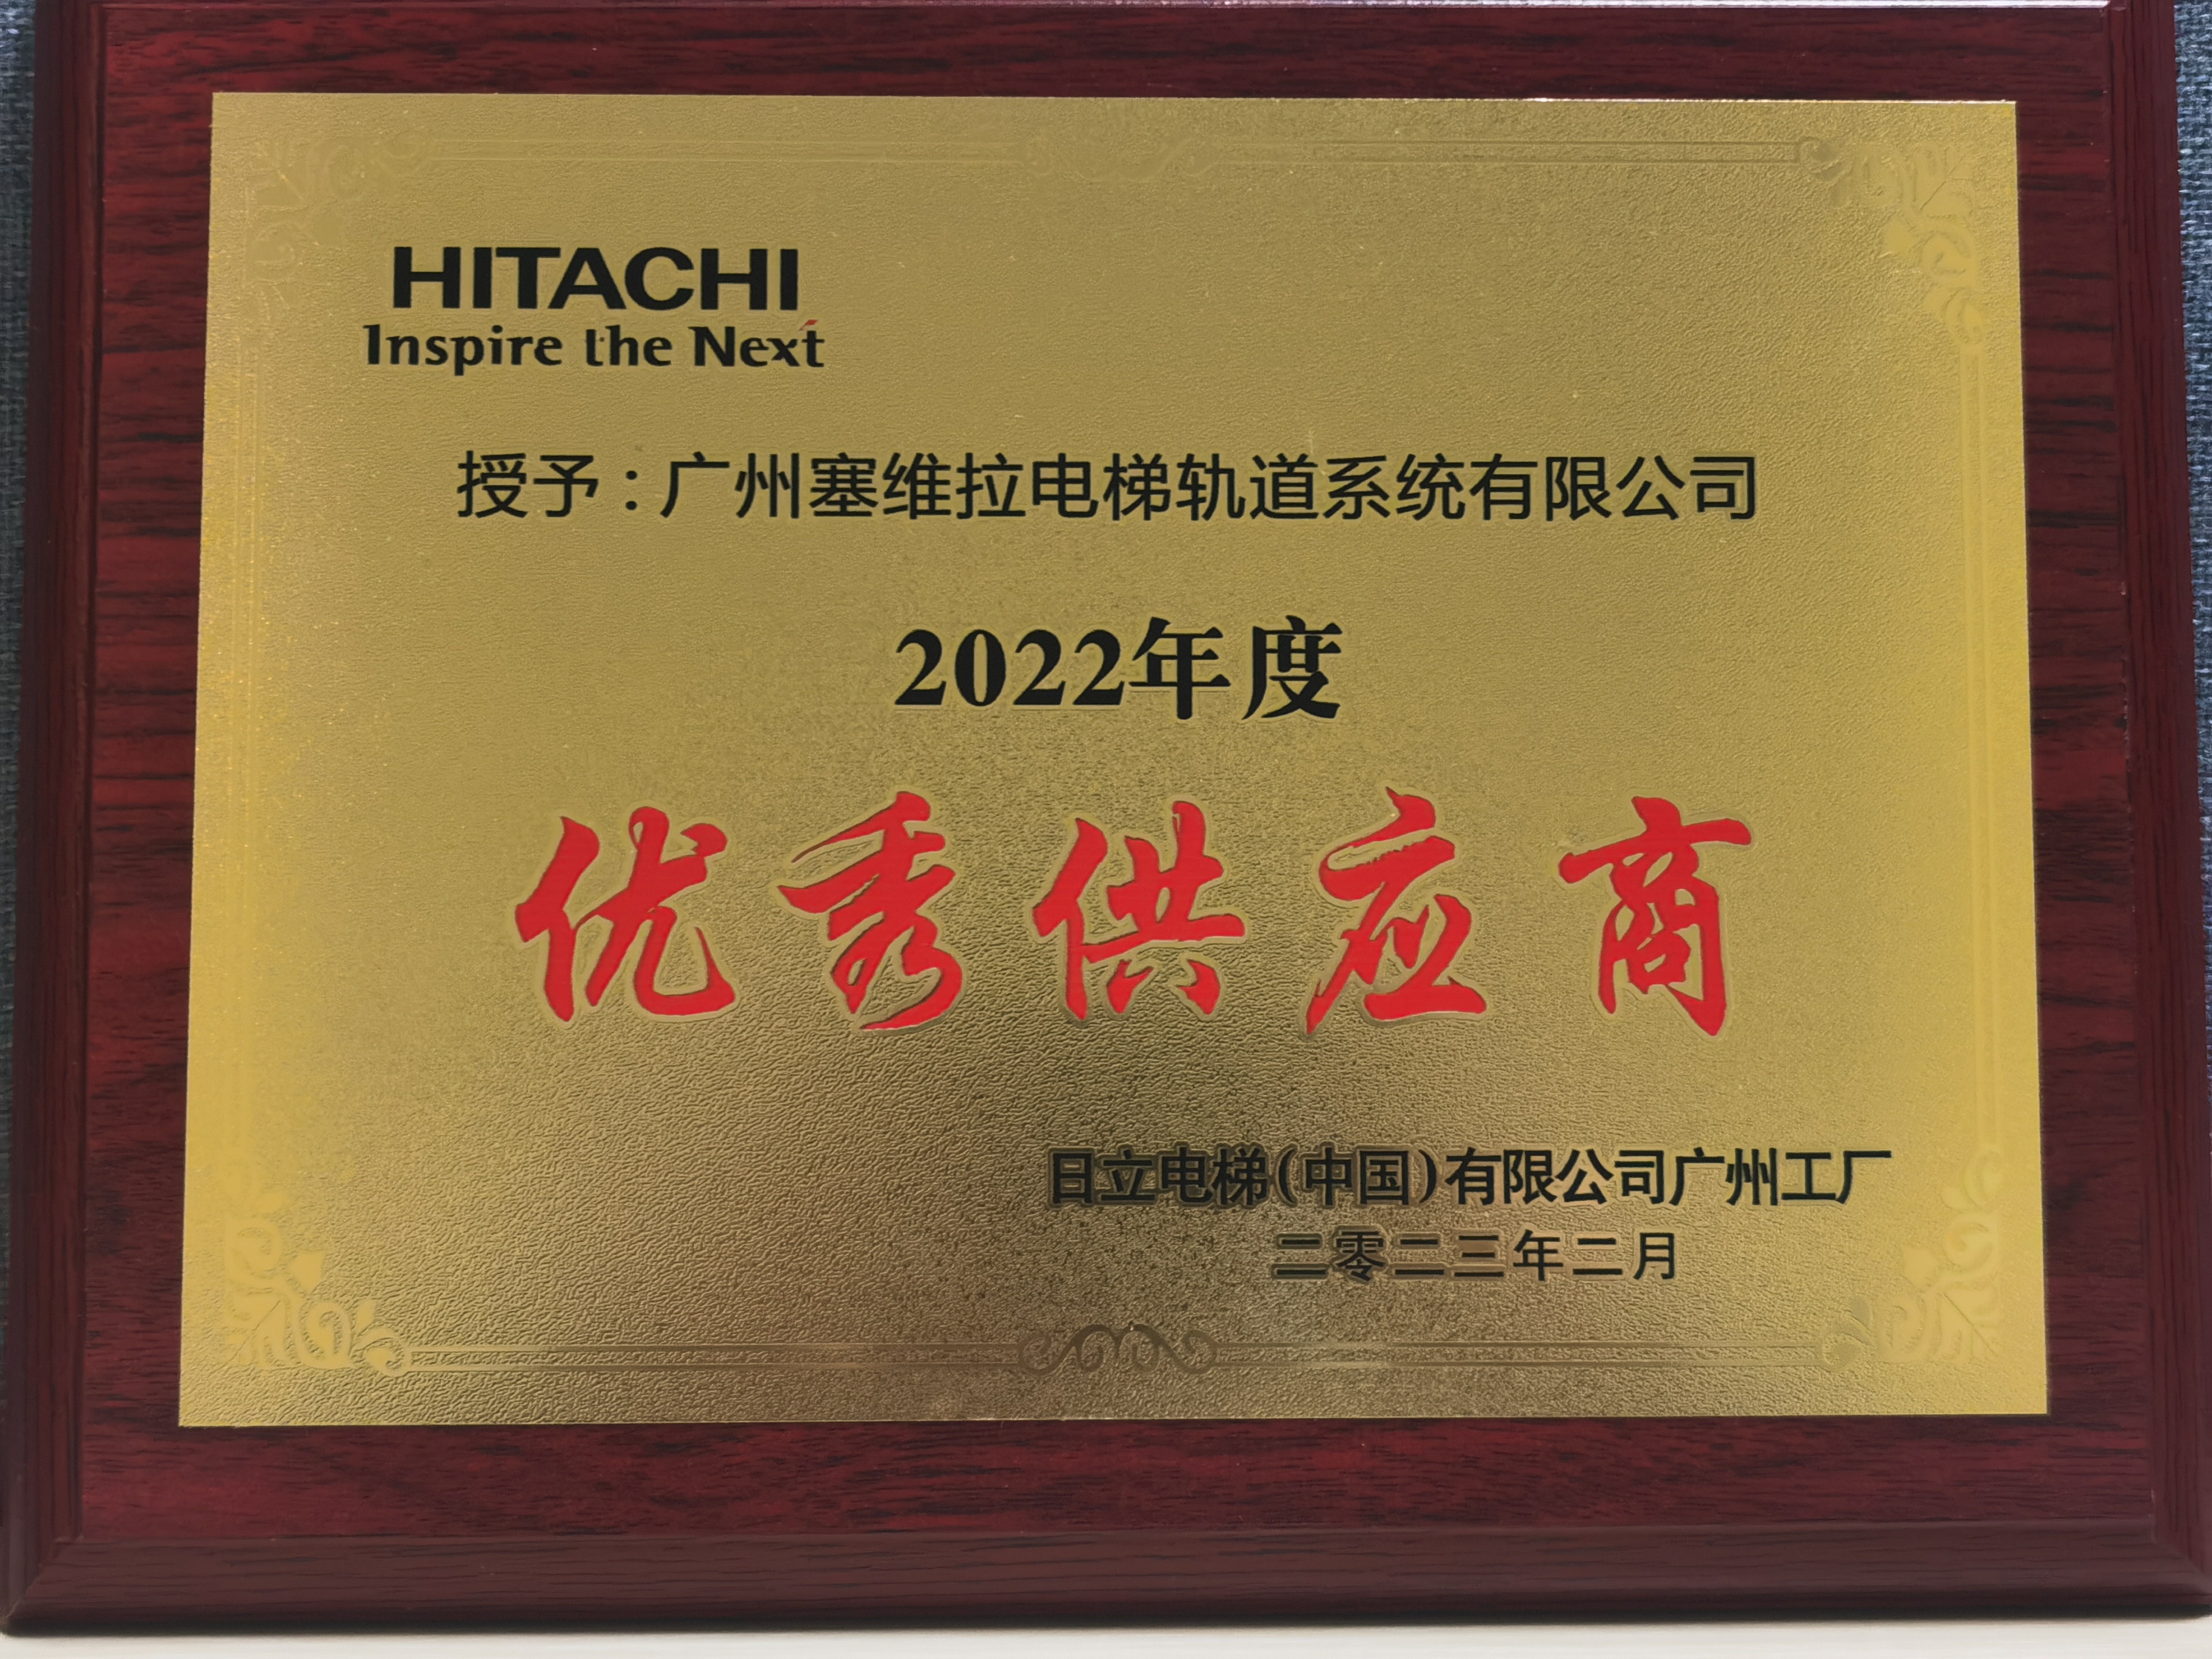 HITACHI
Inspire the Next
授予：广州塞维拉电梯轨道系统有限公司
2022年度
优秀供应商
日立电梯(中国)有限公司广州工厂
二零二三年二月